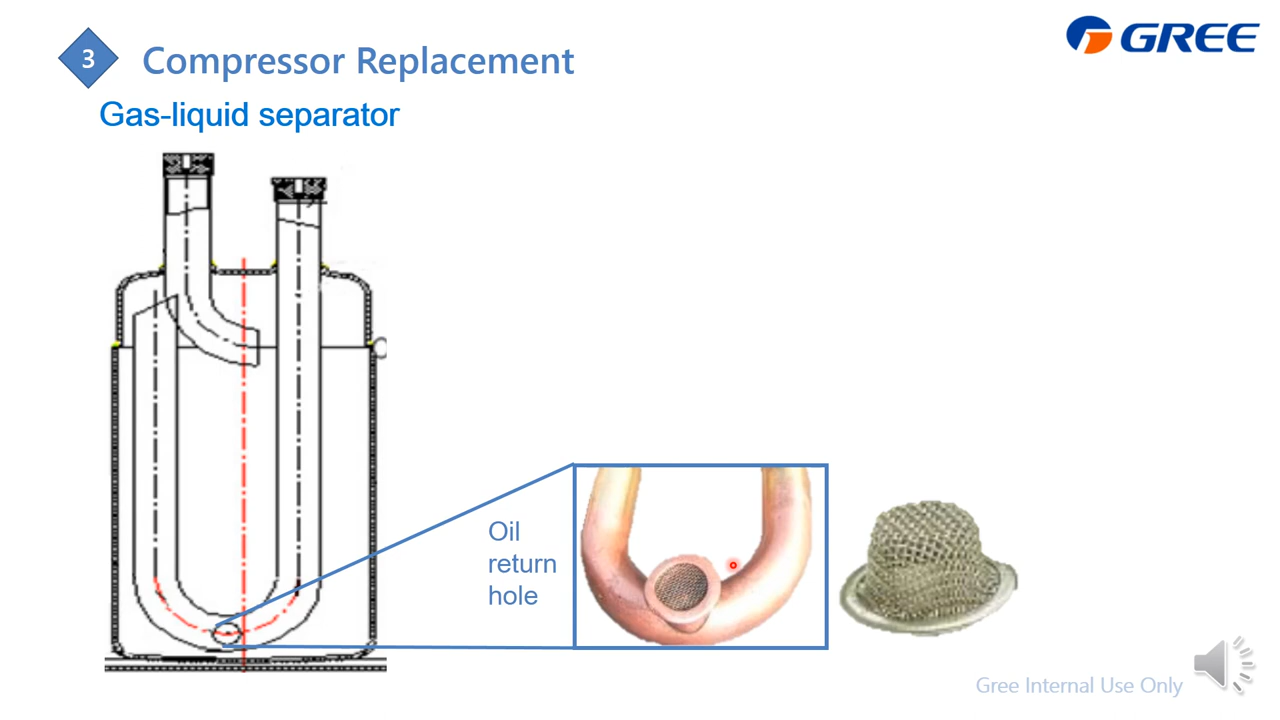 3
Compressor Replacement
GREE
Gas-liquid separator
Oil
return
hole
Gree Internal Use Only